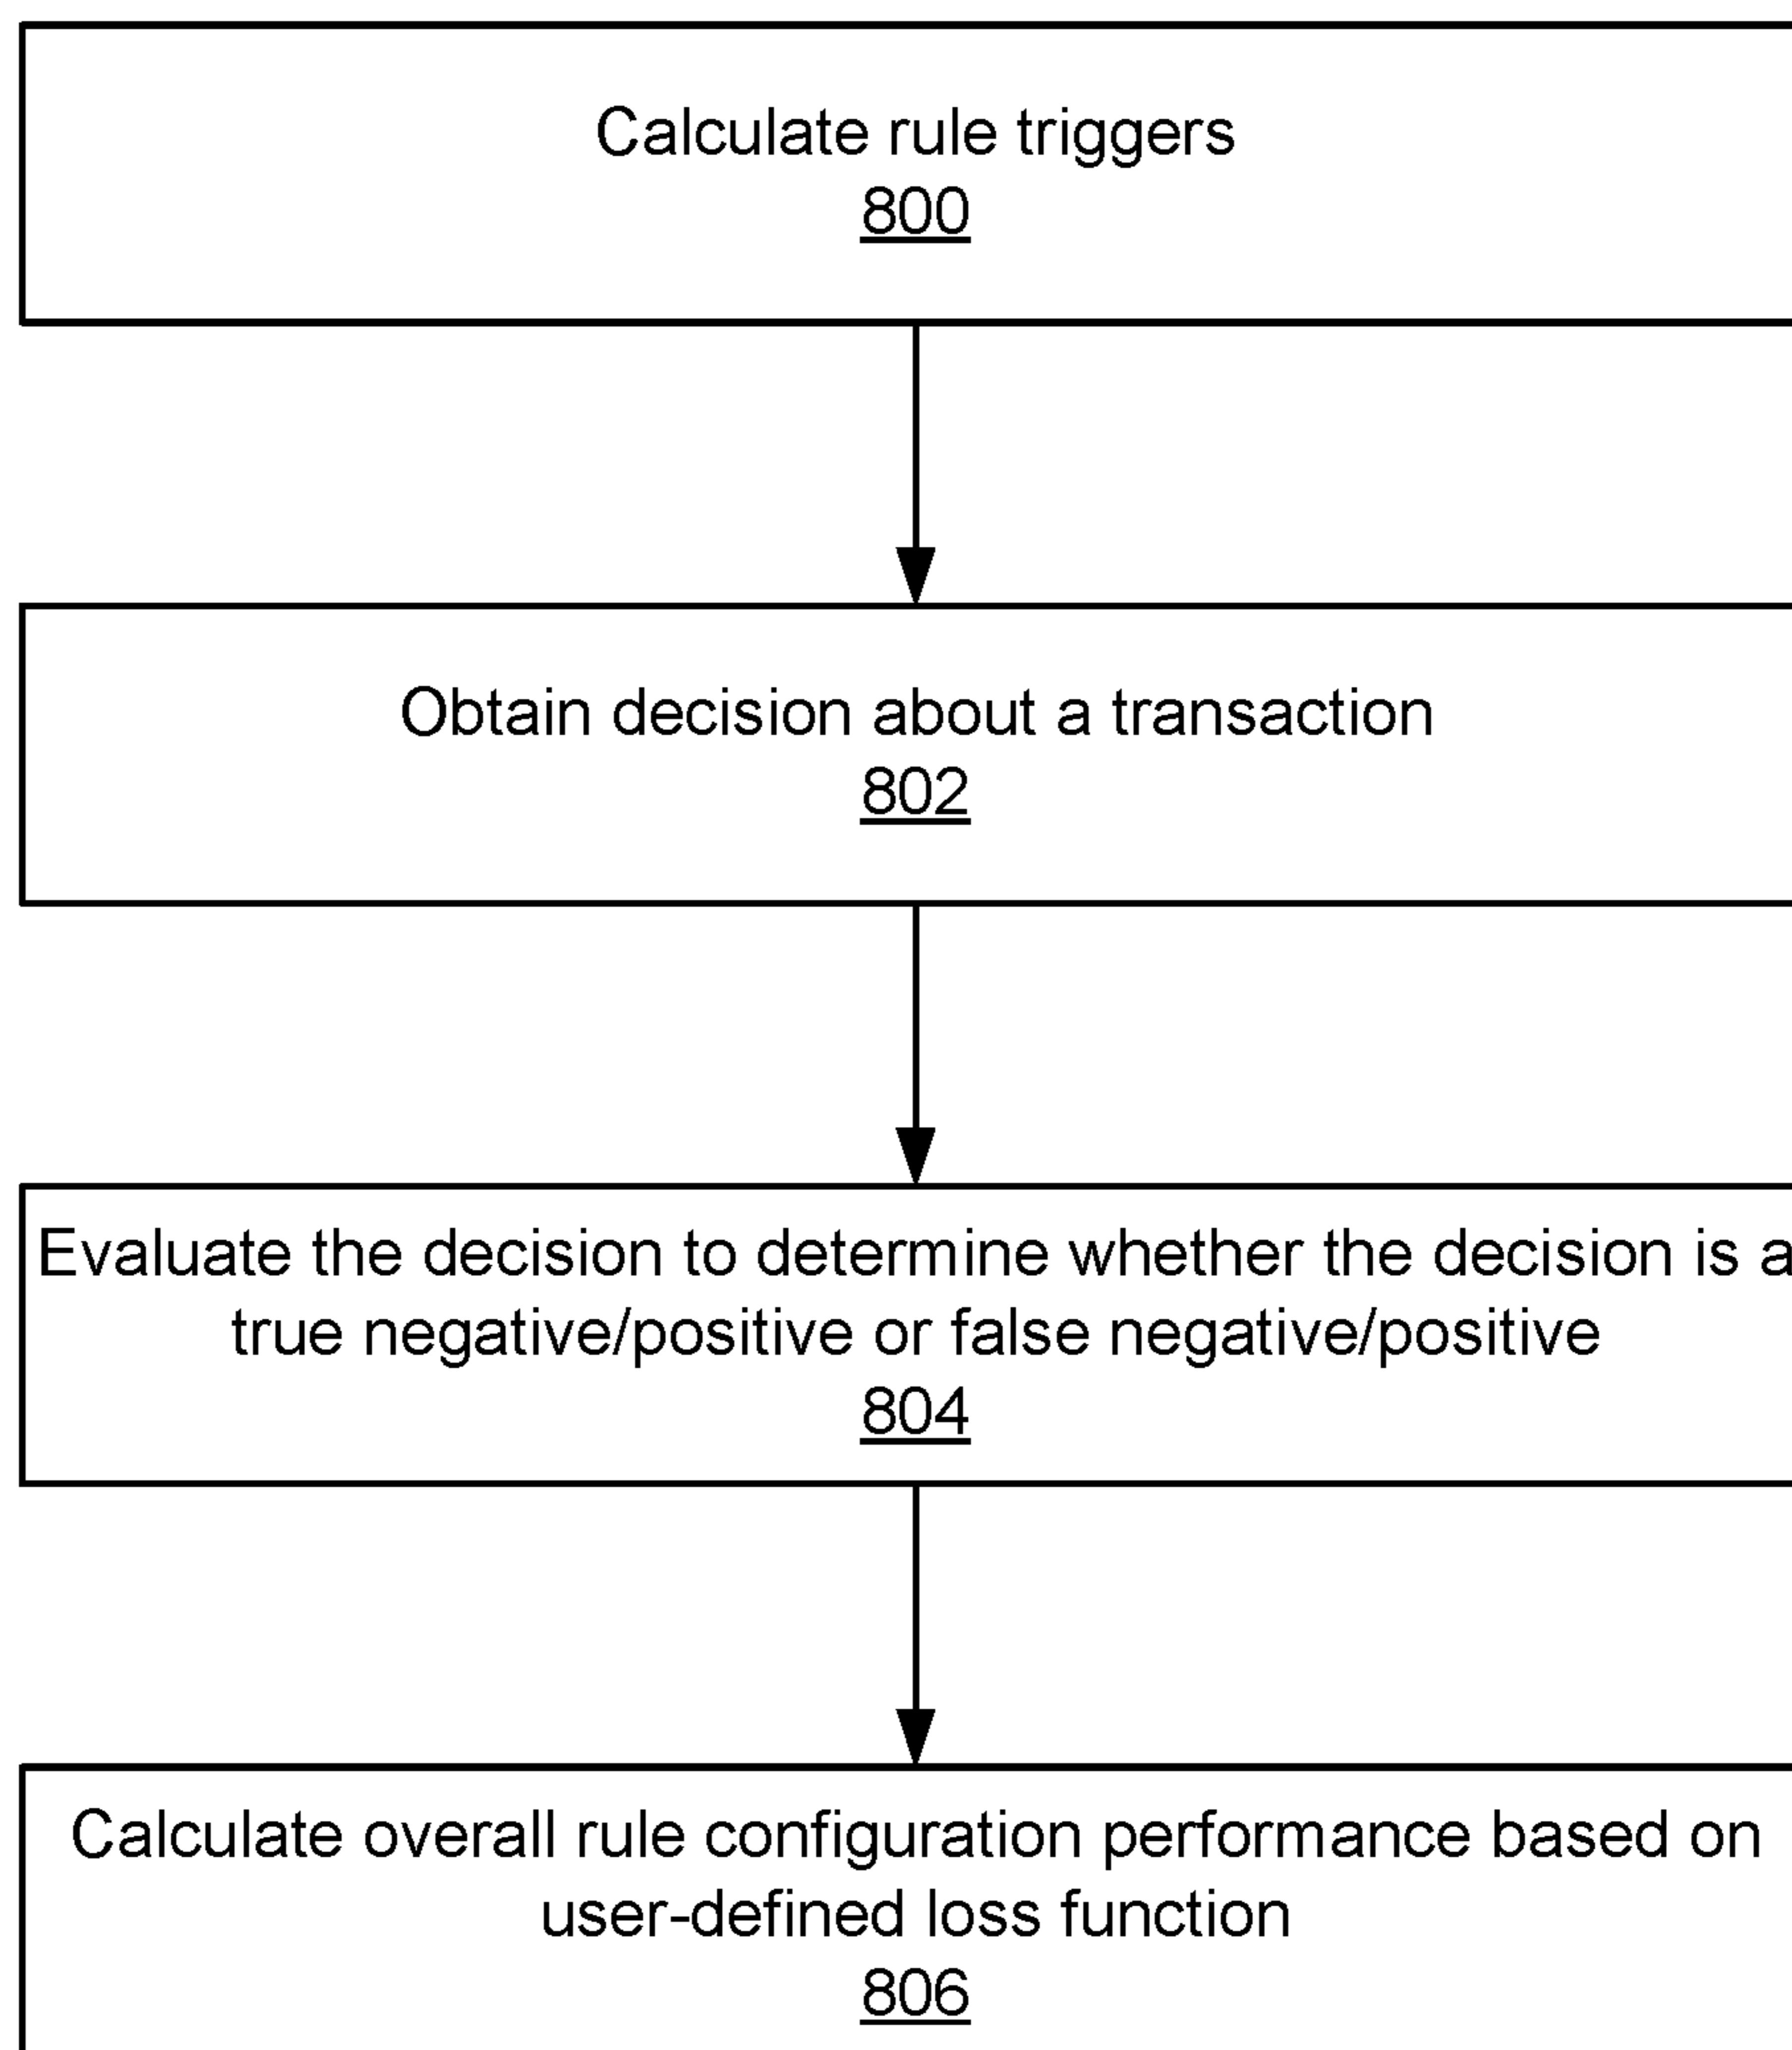 Calculate rule triggers
800
Obtain decision about a transaction
802
Evaluate the decision to determine whether the decision is a
true negative/positive or false negative/positive
804
Calculate overall rule configuration performance based on
user-defined loss function
806